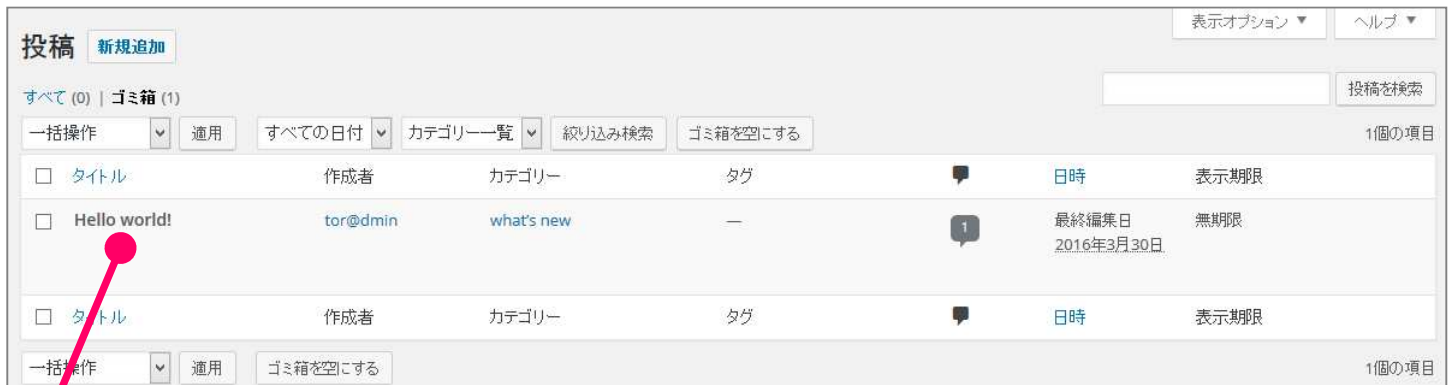 表示オプション ▼ ヘルプ ▼
投稿 新規追加
すべて (0) | ゴミ箱 (1) 投稿を検索
一括操作 適用 すべての日付 カテゴリー一覧 絞り込み検索 ゴミ箱を空にする 1個の項目
タイトル 作成者 カテゴリー タグ 日時 表示期限
Hello world! tor@dmin what's new — 1 最終編集日 無期限
2016年3月30日
タイトル 作成者 カテゴリー タグ 日時 表示期限
一括操作 適用 ゴミ箱を空にする 1個の項目